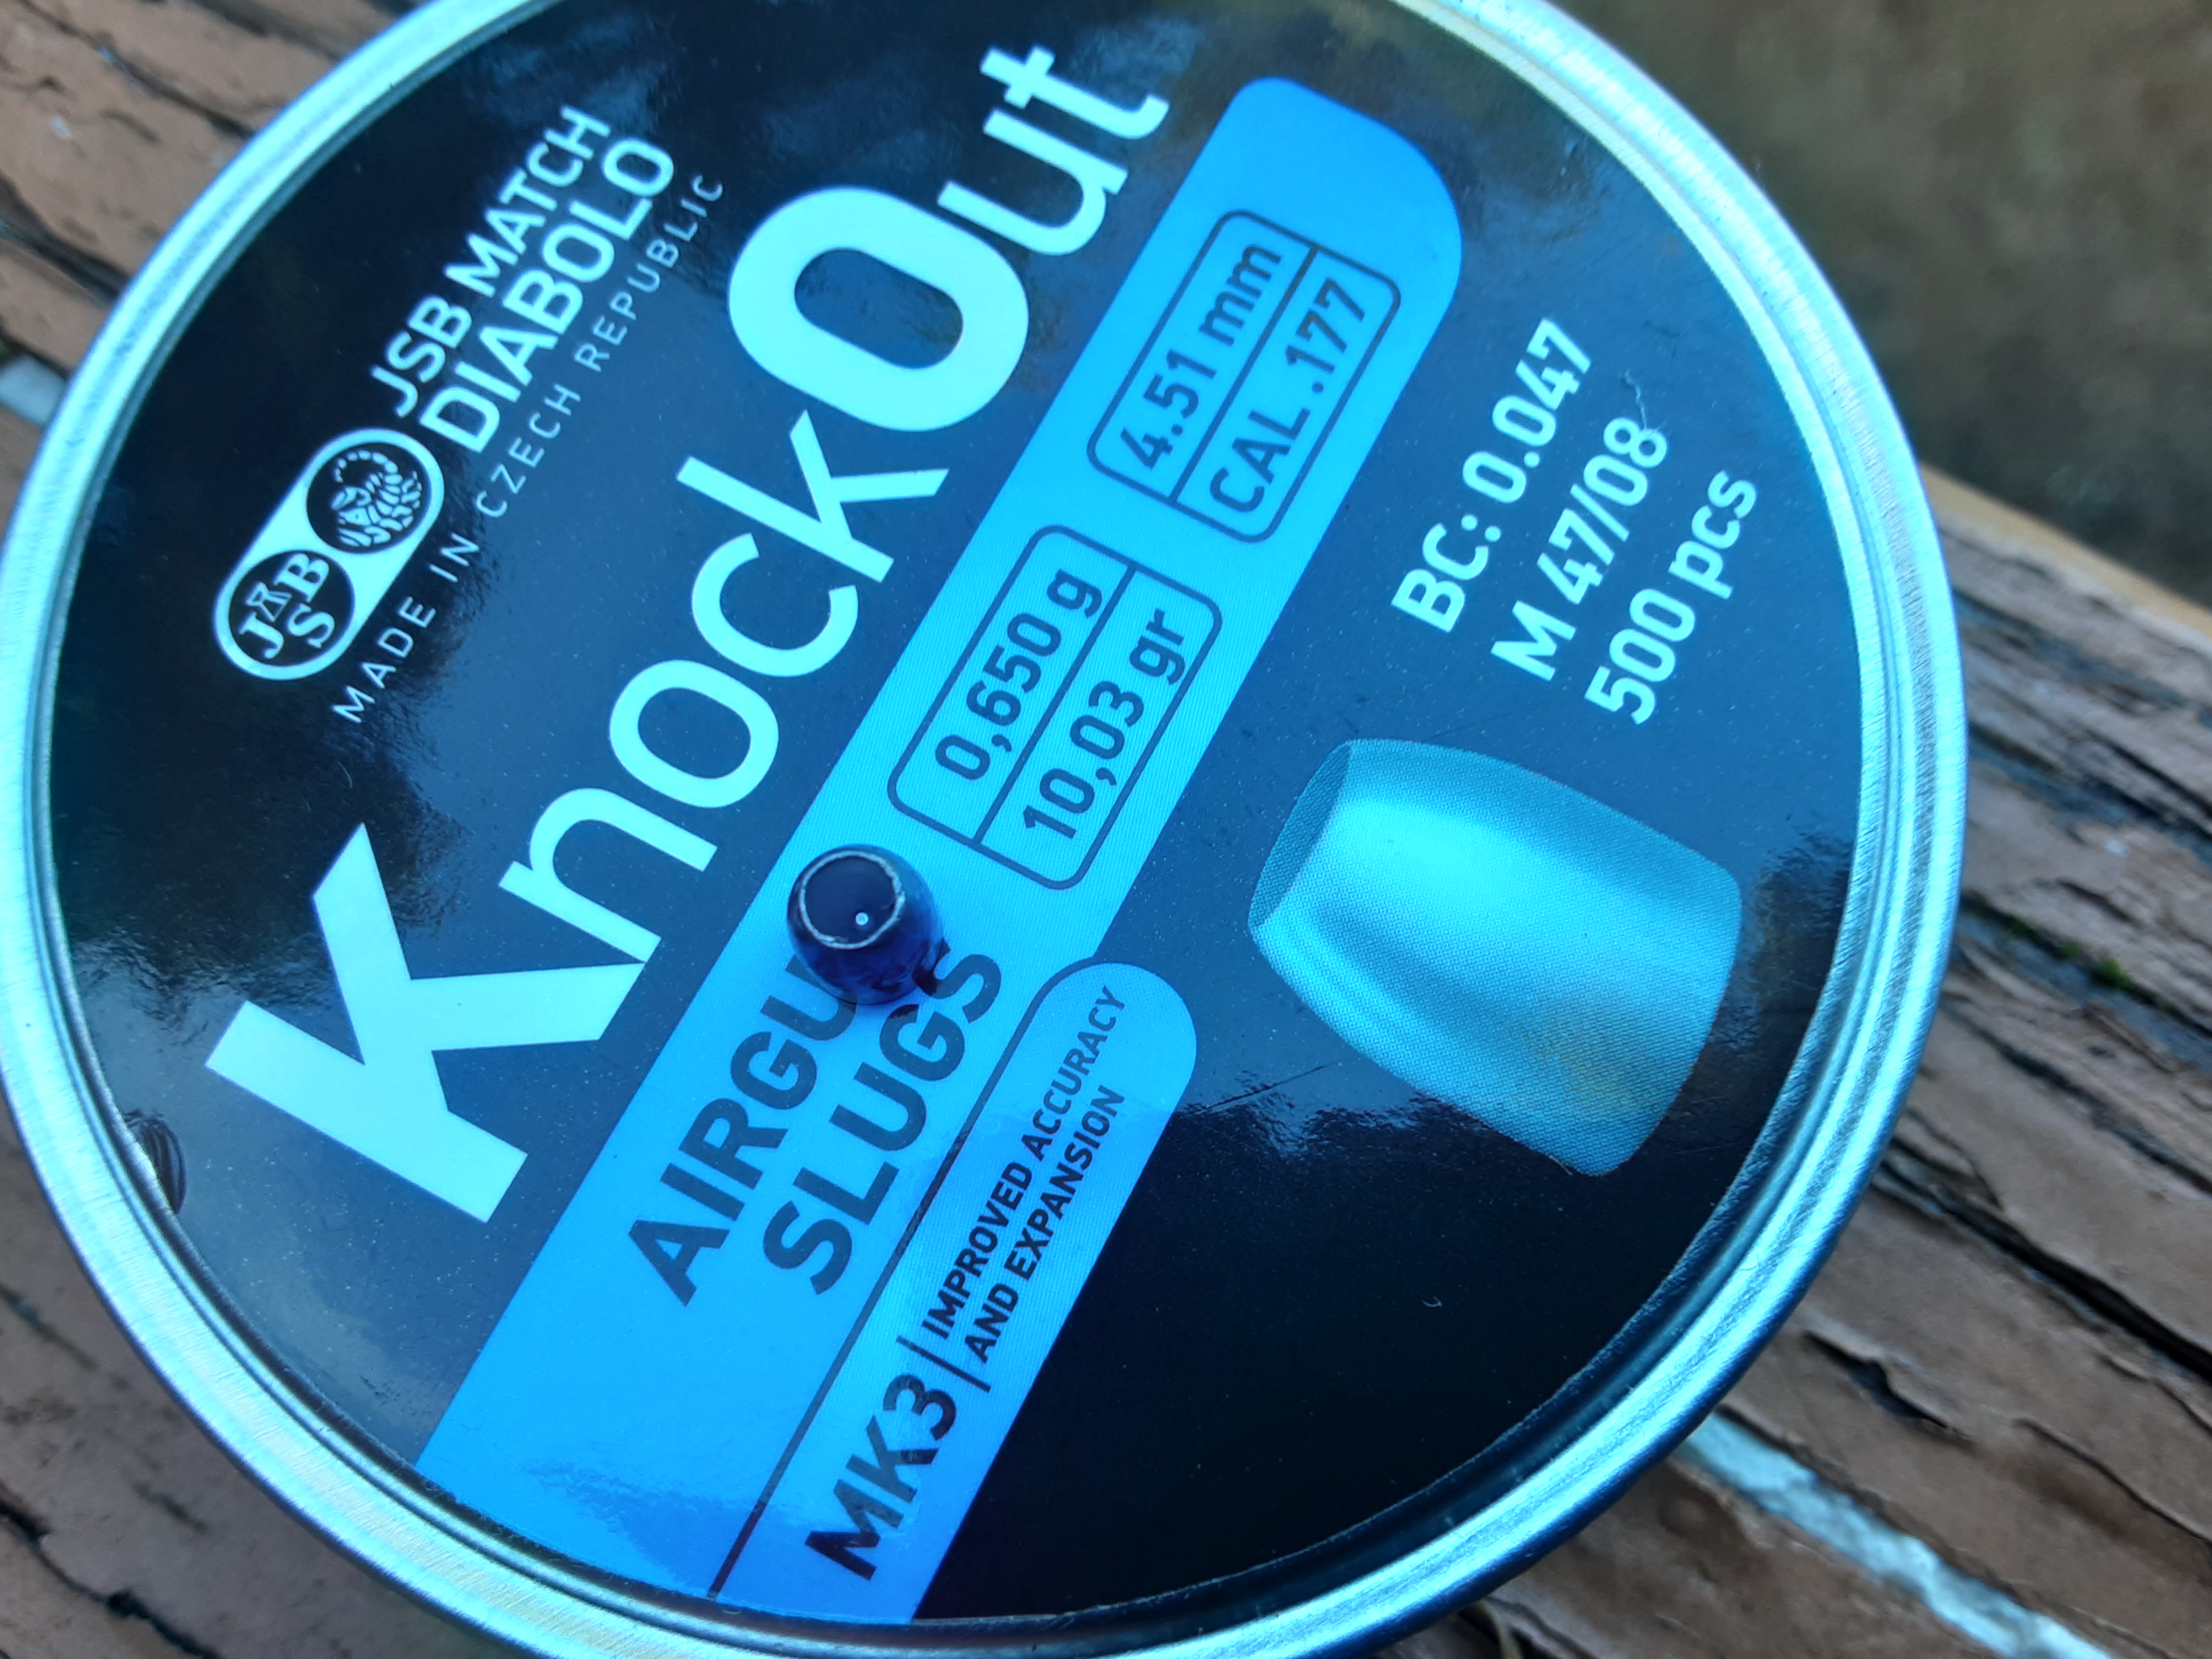 JSB
JSB MATCH
DIABOLO
MADE IN CZECH REPUBLIC
KnockOut
AIRGU
SLUGS
0,650 g
10,03 gr
4.51 mm
CAL .177
MK3
IMPROVED ACCURACY
AND EXPANSION
BC: 0.047
M 47/08
500 pcs